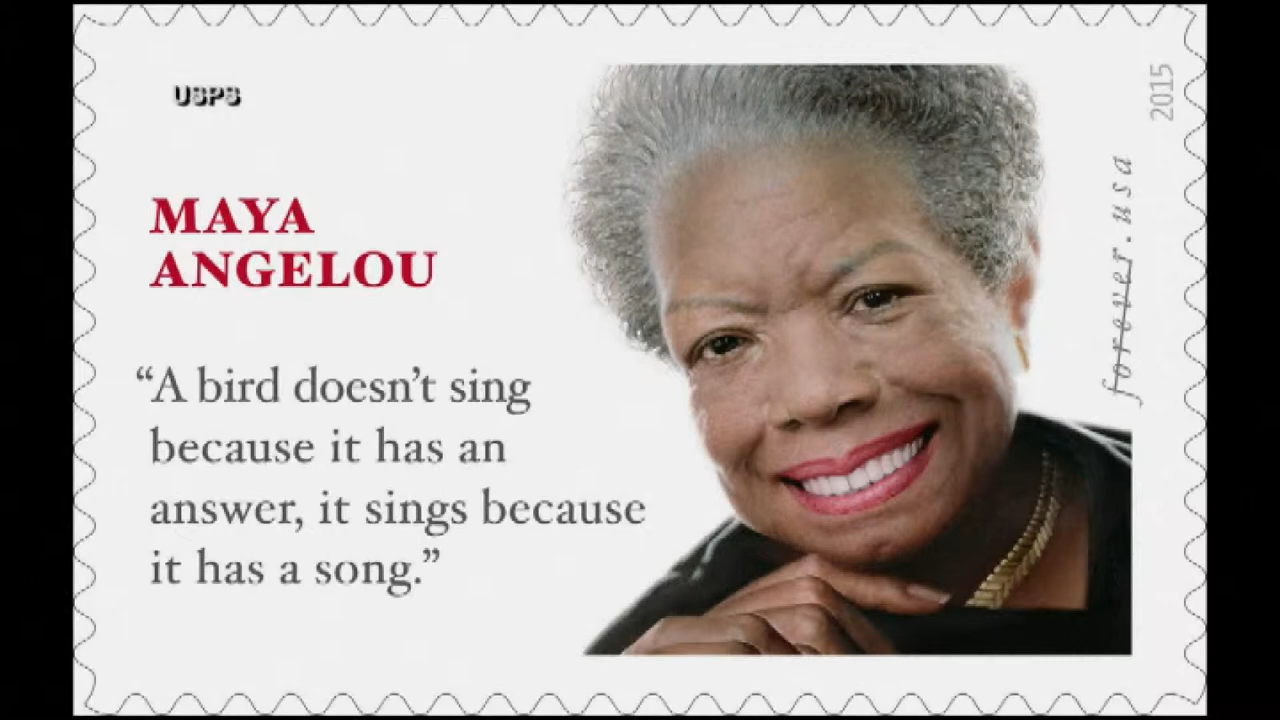 USPS
MAYA
ANGELOU
“A bird doesn’t sing
because it has an
answer, it sings because
it has a song.”
2015
forever.usa